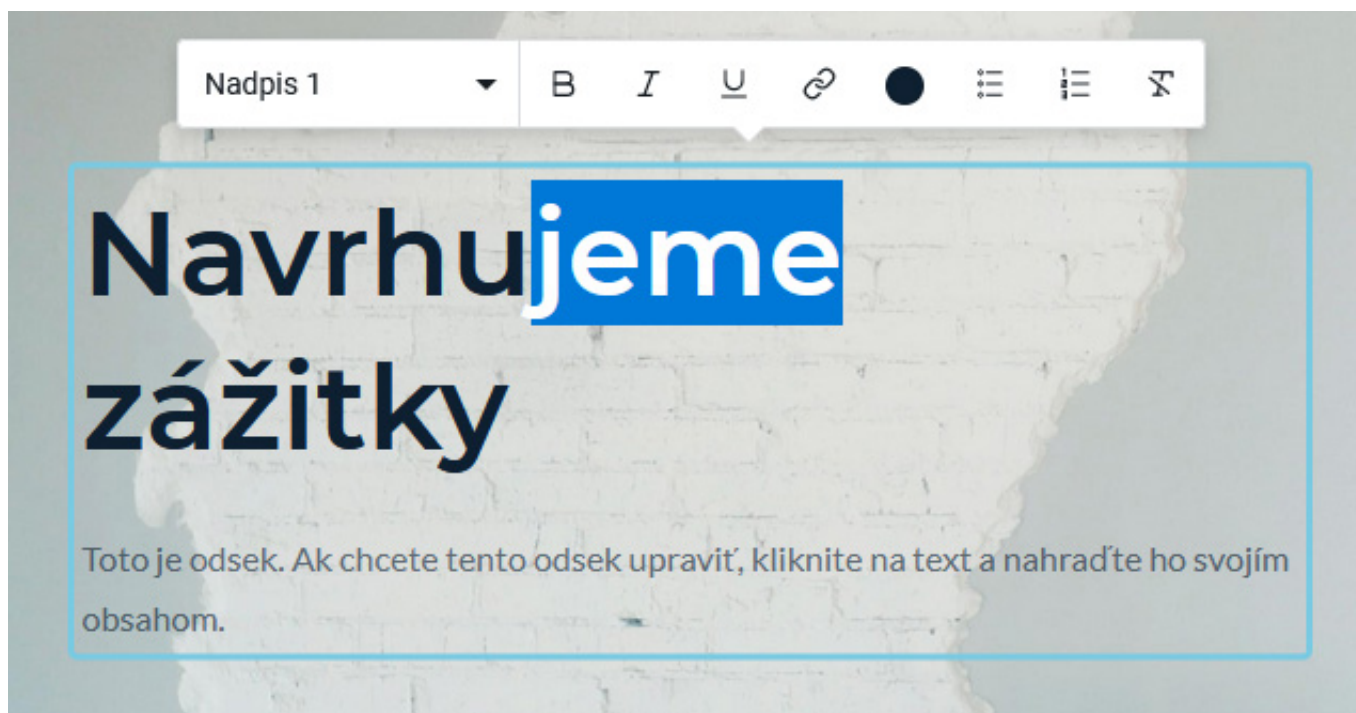 Nadpis 1
Navrhujeme
zážitky
Toto je odsek. Ak chcete tento odsek upraviť, kliknite na text a nahraďte ho svojím
obsahom.